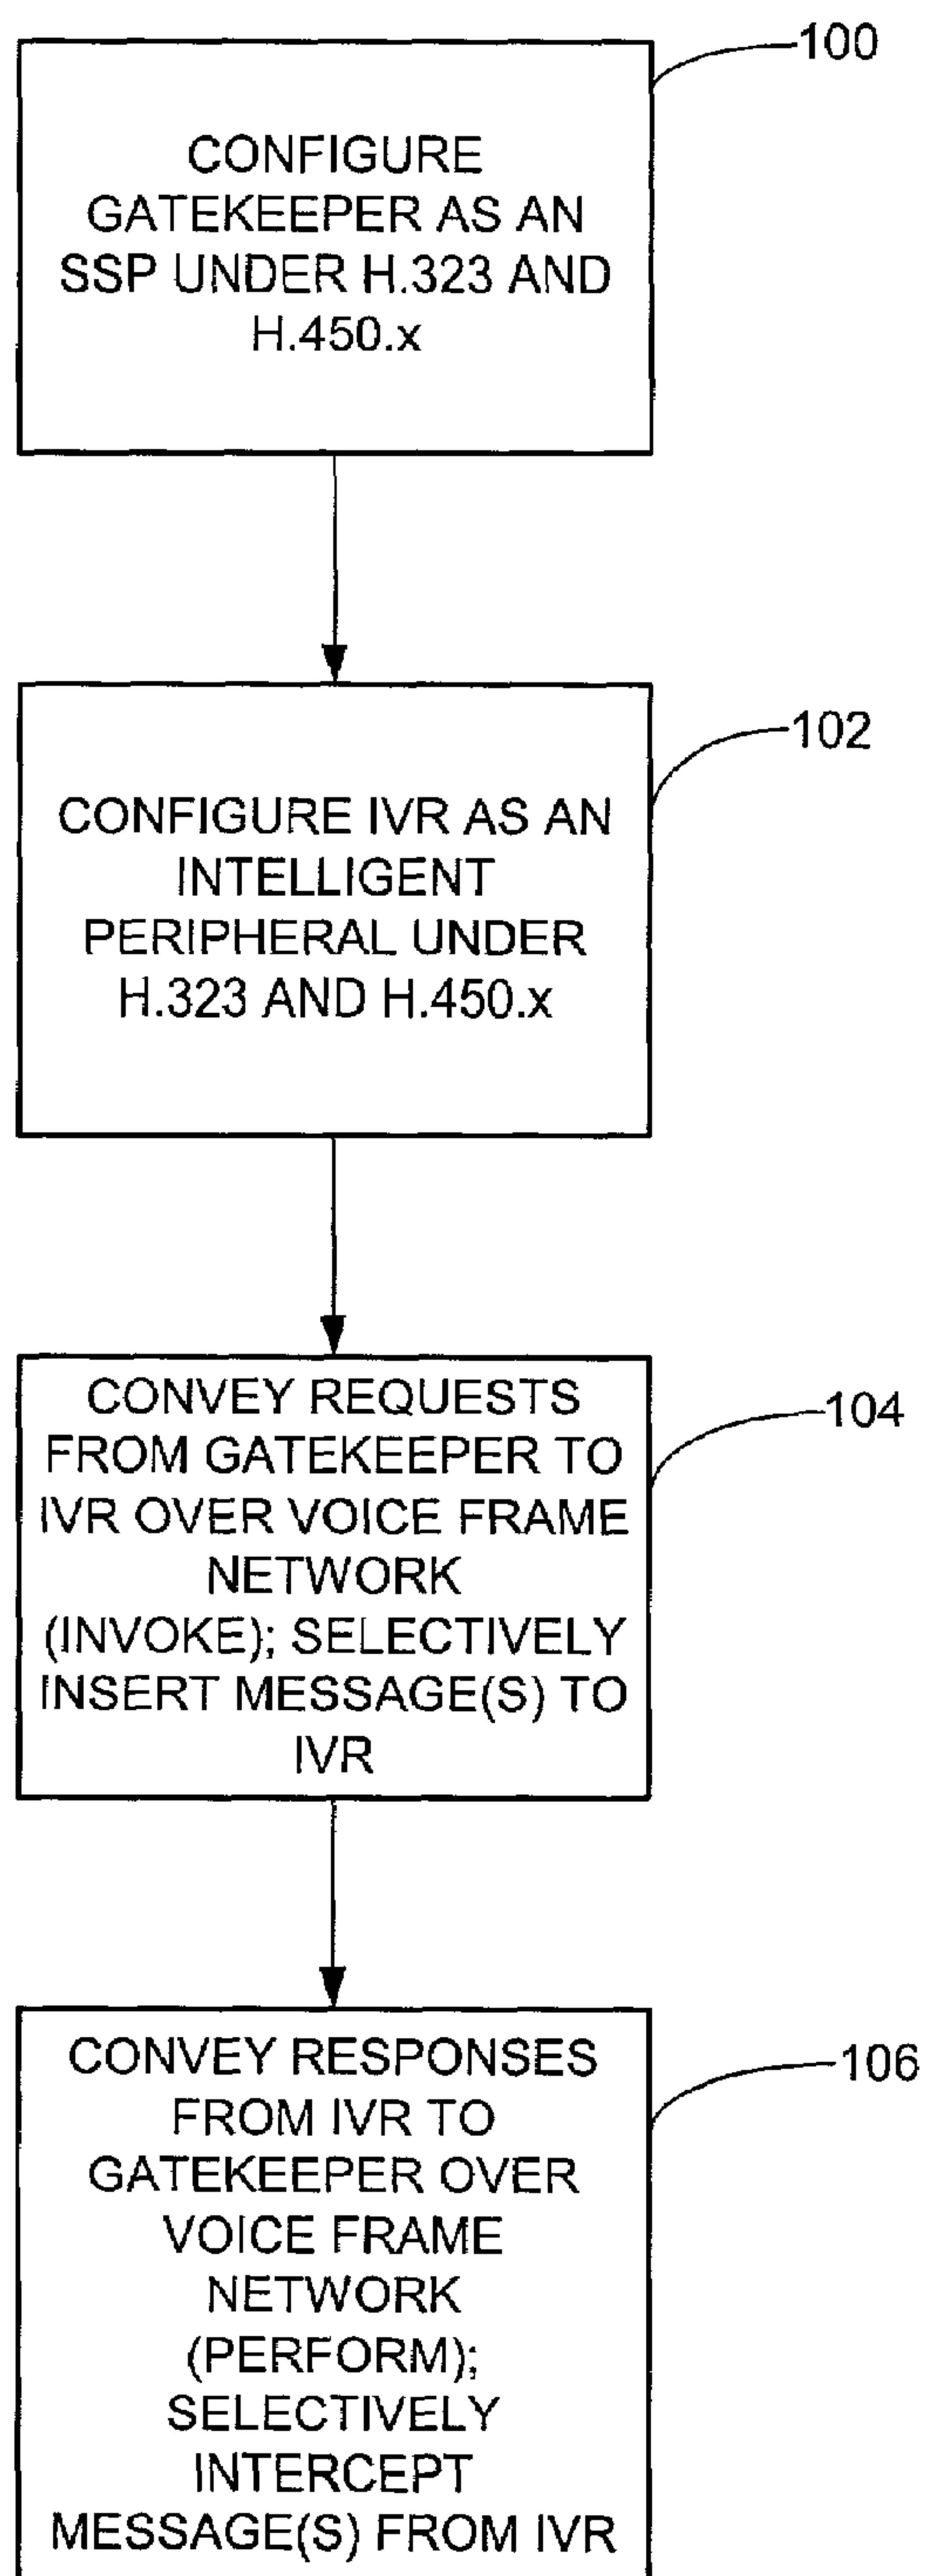 100
CONFIGURE
GATEKEEPER AS AN
SSP UNDER H.323 AND
H.450.x
102
CONFIGURE IVR AS AN
INTELLIGENT
PERIPHERAL UNDER
H.323 AND H.450.x
104
CONVEY REQUESTS
FROM GATEKEEPER TO
IVR OVER VOICE FRAME
NETWORK
(INVOKE); SELECTIVELY
INSERT MESSAGE(S) TO
IVR
106
CONVEY RESPONSES
FROM IVR TO
GATEKEEPER OVER
VOICE FRAME
NETWORK
(PERFORM);
SELECTIVELY
INTERCEPT
MESSAGE(S) FROM IVR